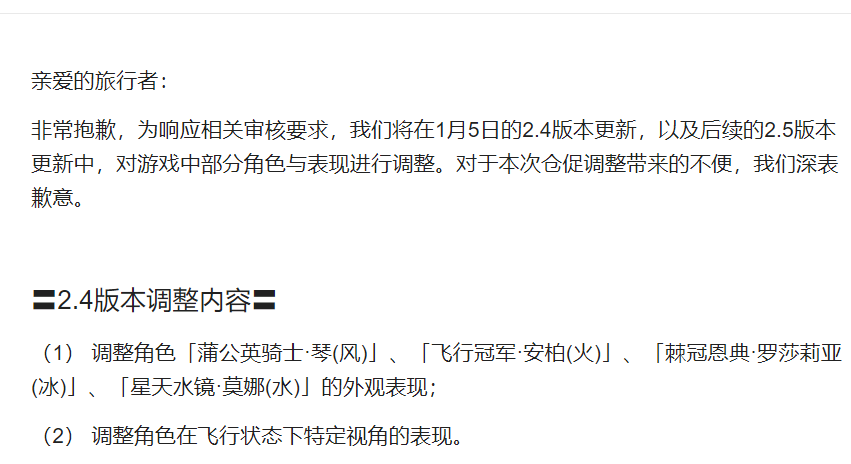 亲爱的旅行者：
非常抱歉，为响应相关审核要求，我们将在1月5日的2.4版本更新，以及后续的2.5版本
更新中，对游戏中部分角色与表现进行调整。对于本次仓促调整带来的不便，我们深表
歉意。
〓2.4版本调整内容〓
（1） 调整角色「蒲公英骑士·琴(风)」、「飞行冠军·安柏(火)」、「棘冠恩典·罗莎莉亚
(冰)」、「星天水镜·莫娜(水)」的外观表现；
（2） 调整角色在飞行状态下特定视角的表现。